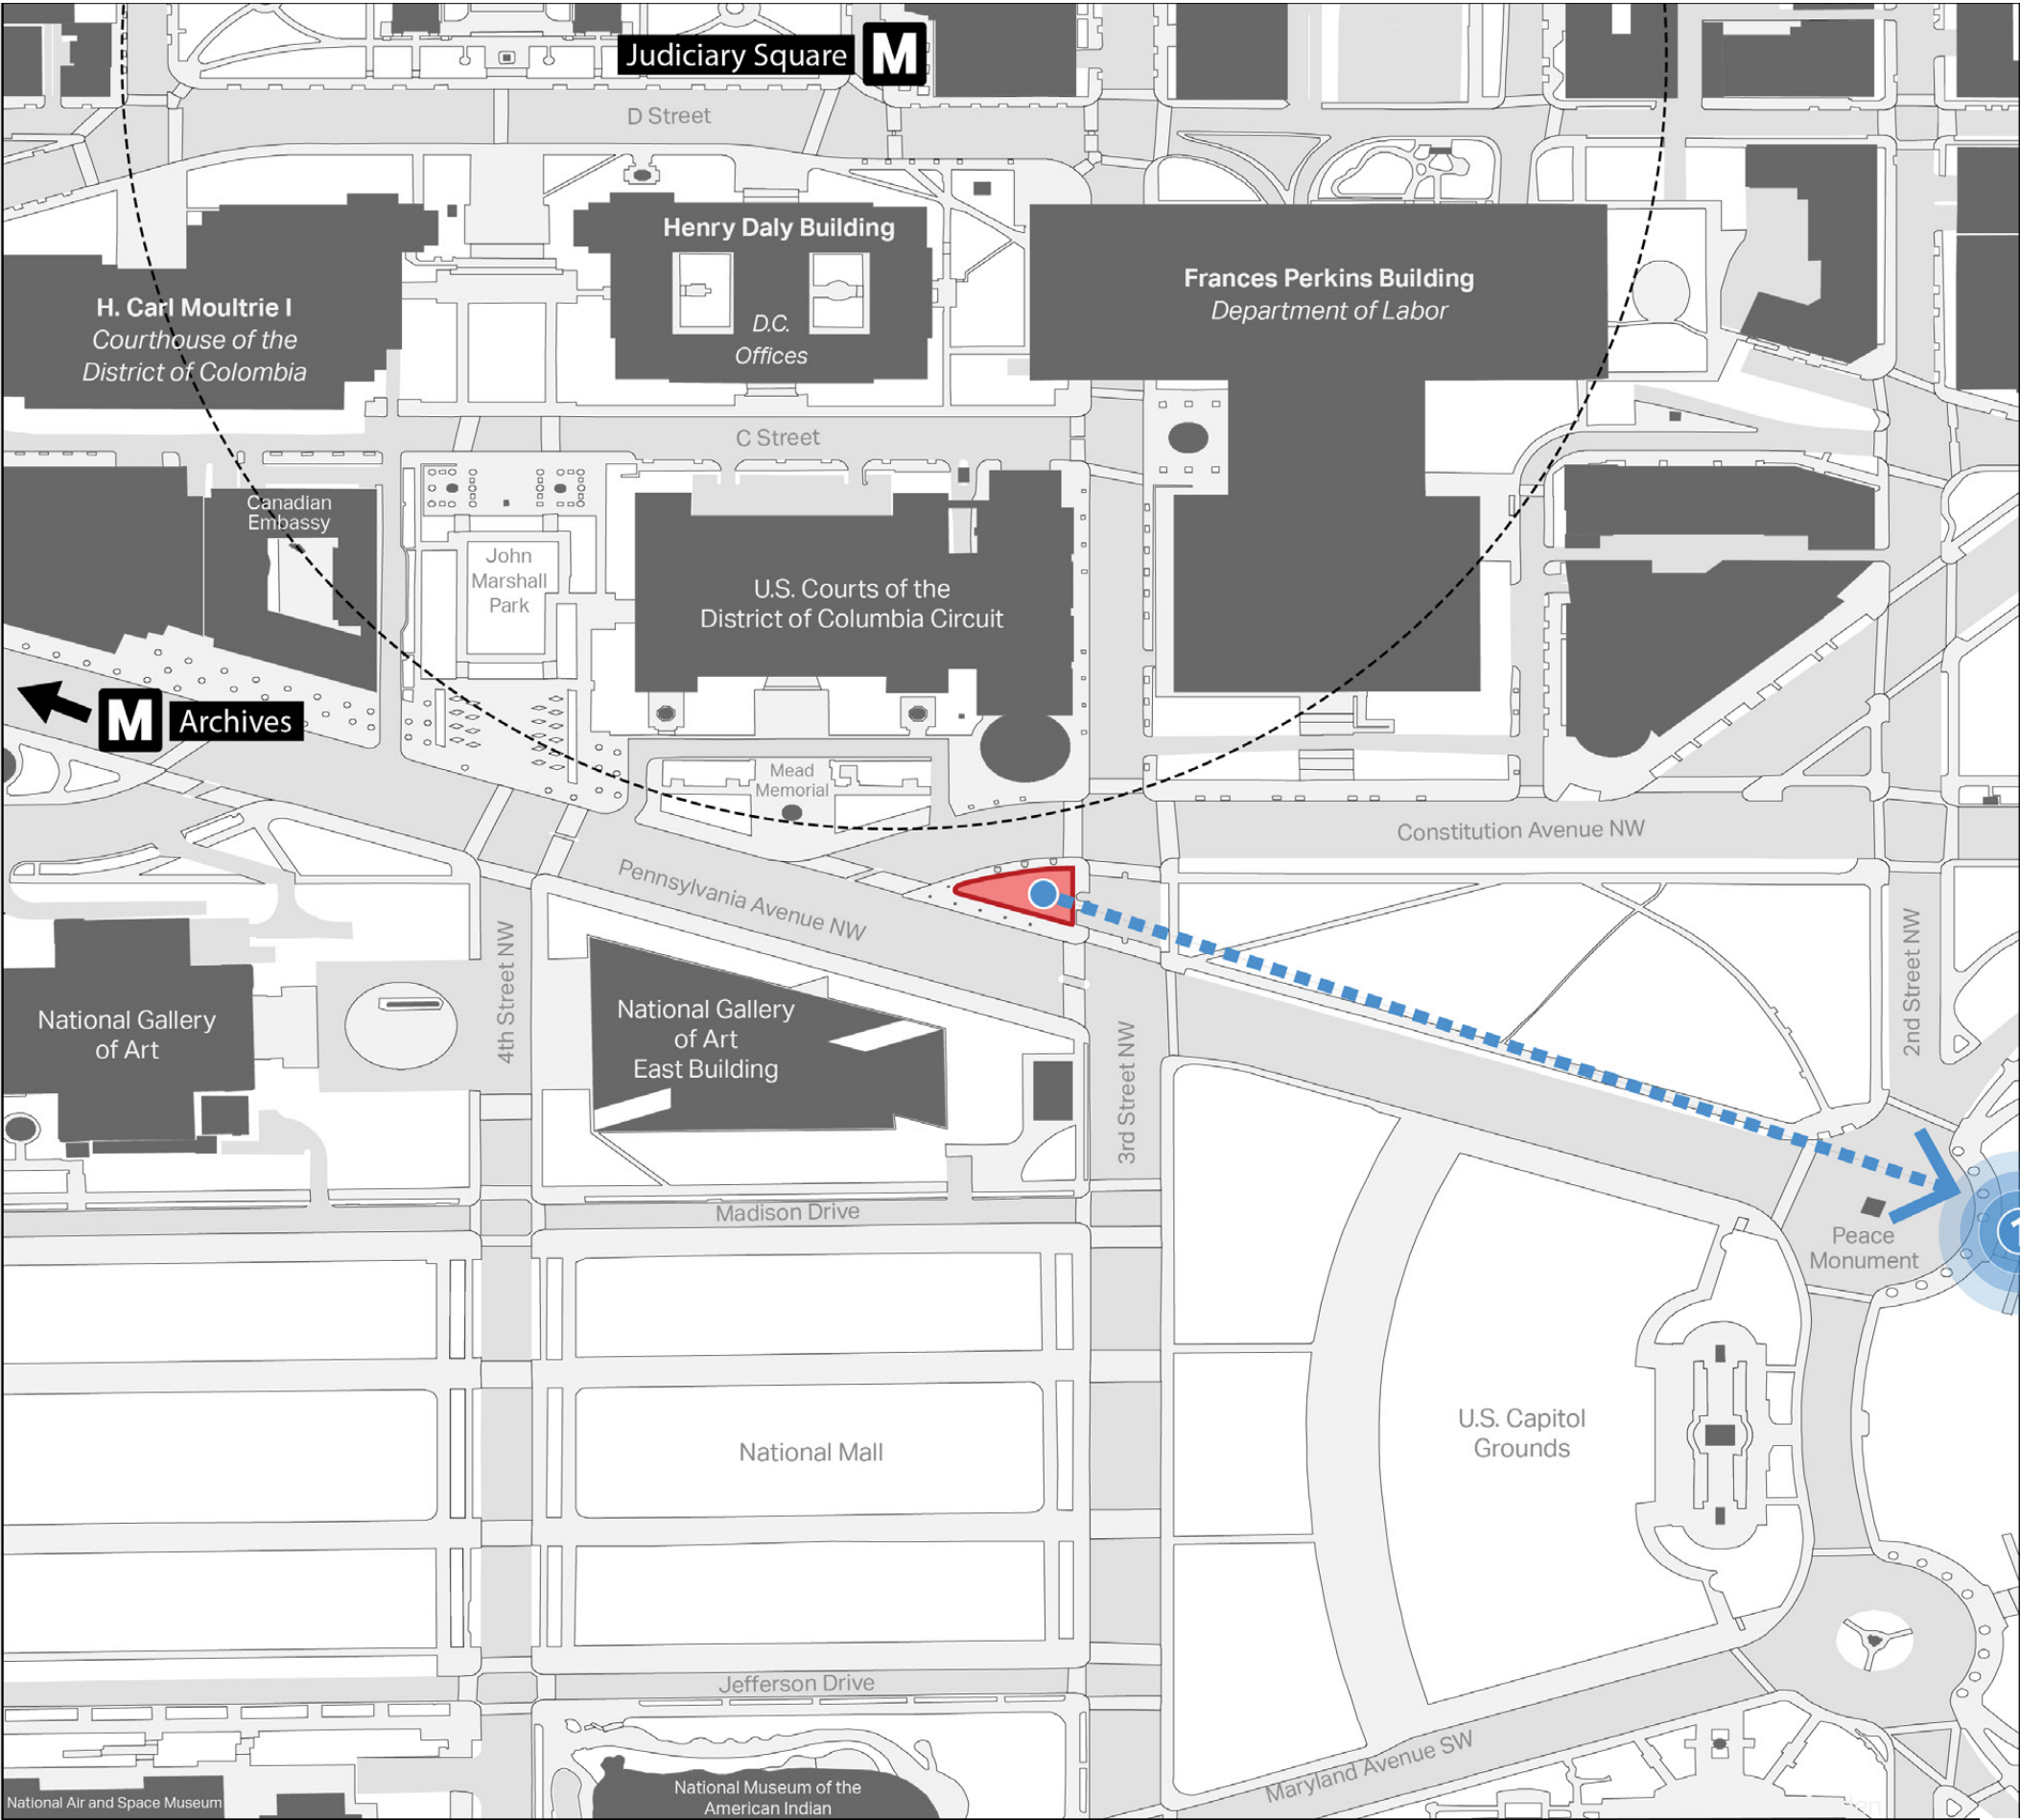 Judiciary Square M
D Street
Henry Daly Building
D.C.
Offices
Frances Perkins Building
Department of Labor
H. Carl Moultrie I
Courthouse of the
District of Colombia
C Street
Canadian
Embassy
John
Marshall
Park
U.S. Courts of the
District of Columbia Circuit
M Archives
Mead
Memorial
Constitution Avenue NW
Pennsylvania Avenue NW
National Gallery
of Art
4th Street NW
National Gallery
of Art
East Building
3rd Street NW
2nd Street NW
Madison Drive
Peace
Monument
1
National Mall
U.S. Capitol
Grounds
Jefferson Drive
Maryland Avenue SW
National Air and Space Museum
National Museum of the
American Indian